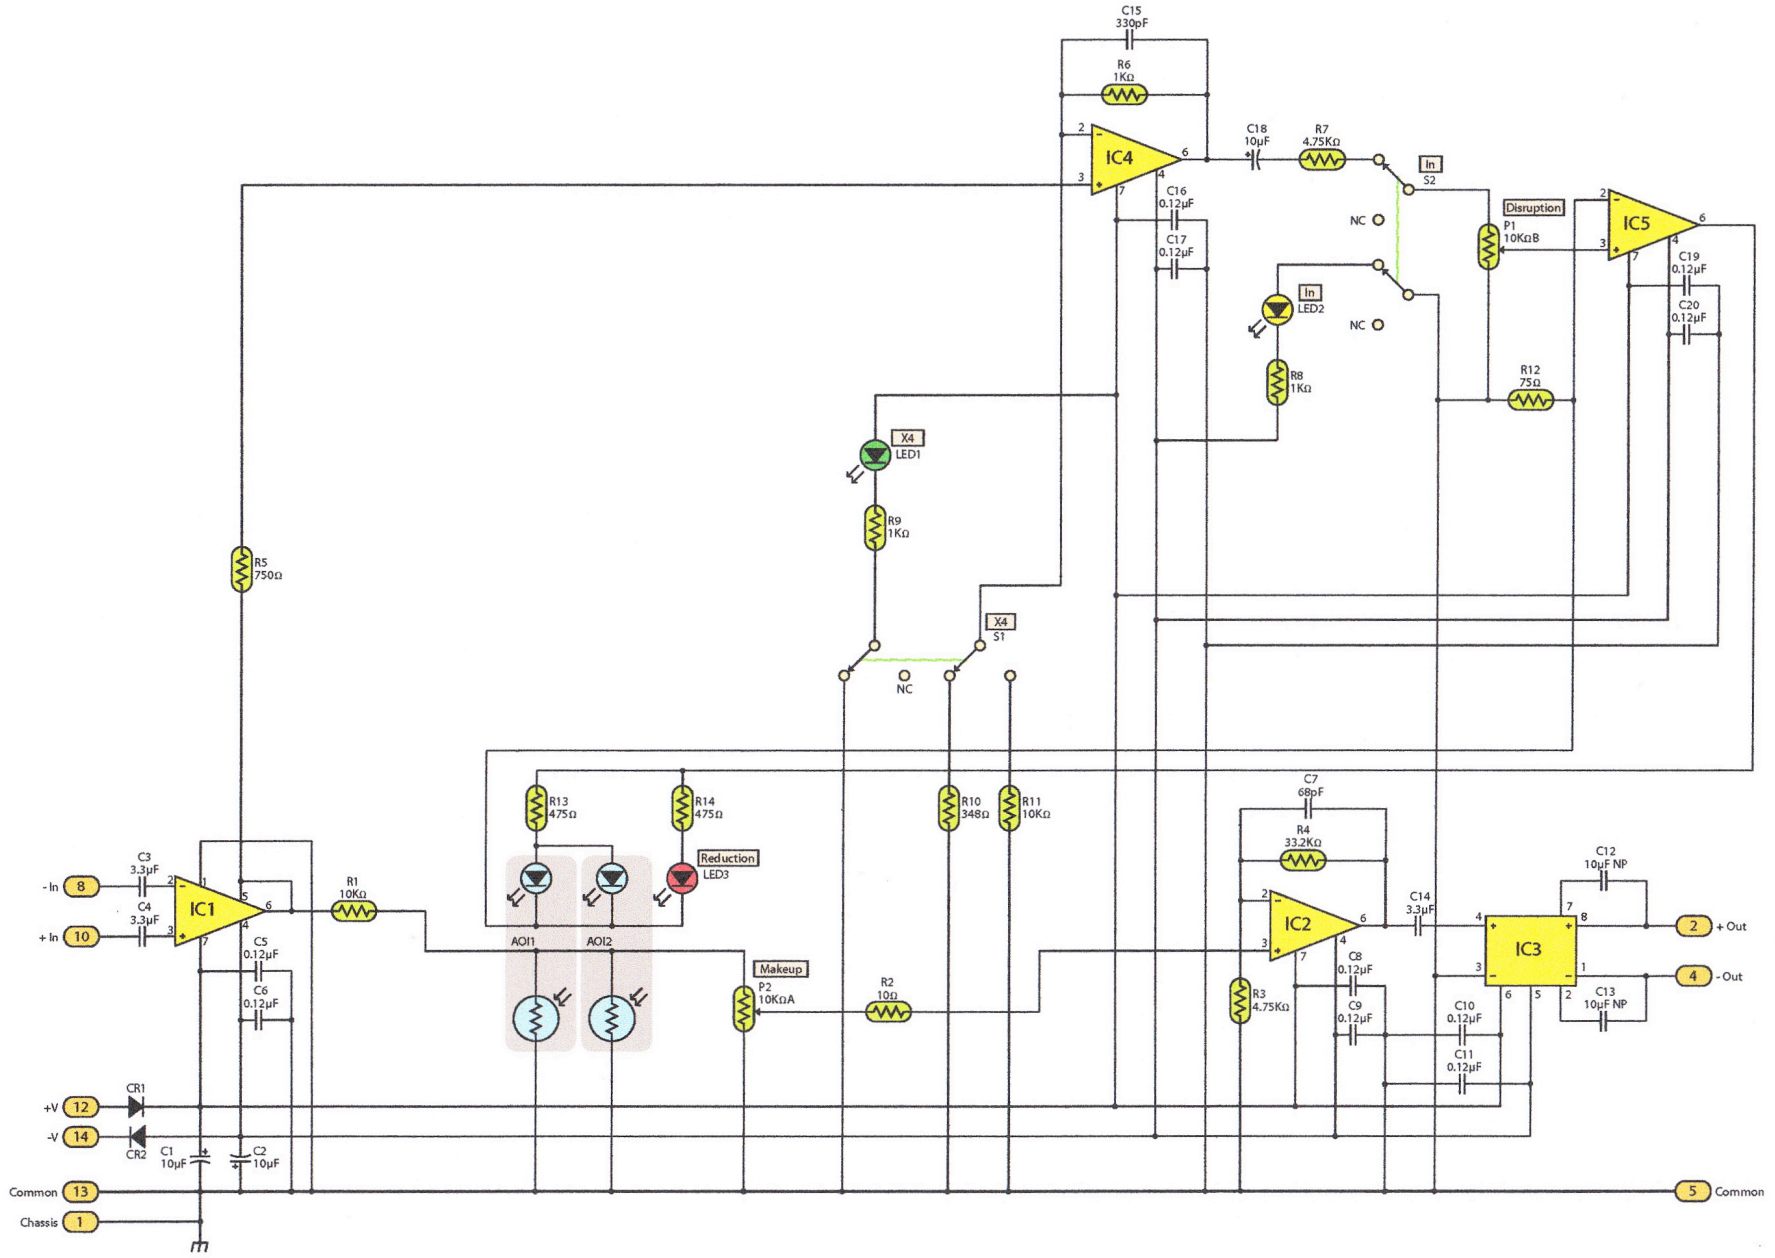 C15
330pF
R6
1KΩ
2
-
IC4
6
3
+
4
7
C18
10µF
+
R7
4.75KΩ
In
S2
NC
C16
0.12µF
C17
0.12µF
Disruption
P1
10KΩB
2
-
IC5
6
3
+
4
7
C19
0.12µF
C20
0.12µF
In
LED2
NC
R8
1KΩ
R12
75Ω
X4
LED1
R9
1KΩ
R5
750Ω
X4
S1
NC
R13
475Ω
R14
475Ω
R10
348Ω
R11
10KΩ
C7
68pF
R4
33.2KΩ
C12
10µF NP
Reduction
LED3
C3
3.3µF
- In 8
2
-
1
5
IC1
6
R1
10KΩ
C4
3.3µF
+ In 10
3
+
7
4
C5
0.12µF
C6
0.12µF
AOI1
AOI2
Makeup
P2
10KΩA
R2
10Ω
2
-
IC2
6
3
+
4
7
C14
3.3µF
4
+
7
+
8
IC3
3
-
-
1
6
5
2
2 + Out
4 - Out
C13
10µF NP
R3
4.75KΩ
C8
0.12µF
C9
0.12µF
C10
0.12µF
C11
0.12µF
CR1
+V 12
-V 14
CR2
C1
10µF
+
C2
10µF
+
Common 13
5 Common
Chassis 1